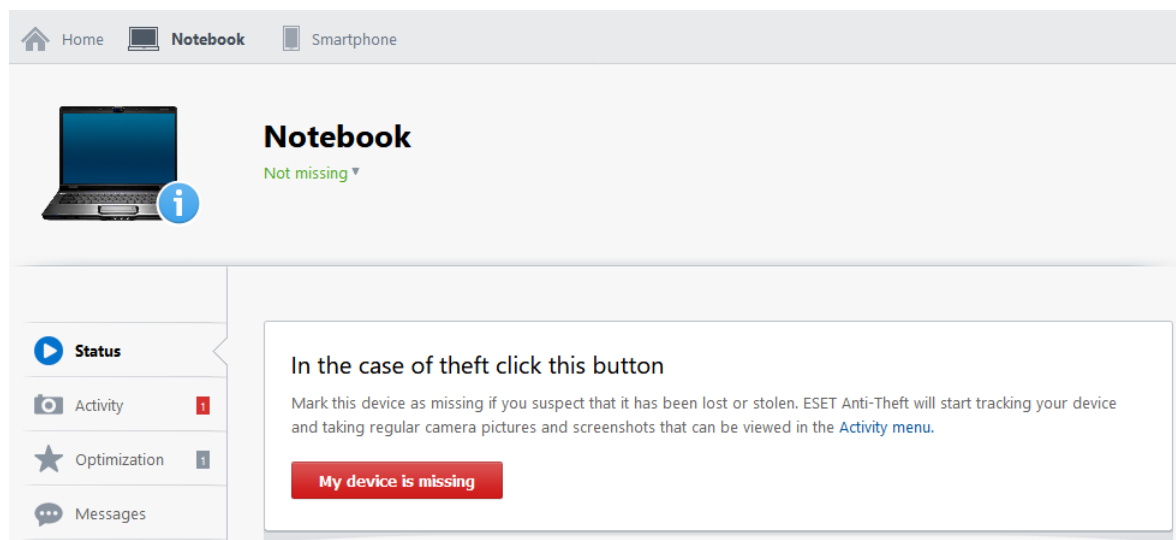 Home Notebook Smartphone
Notebook
Not missing
Status
Activity 1
Optimization 1
Messages
In the case of theft click this button
Mark this device as missing if you suspect that it has been lost or stolen. ESET Anti-Theft will start tracking your device
and taking regular camera pictures and screenshots that can be viewed in the Activity menu.
My device is missing